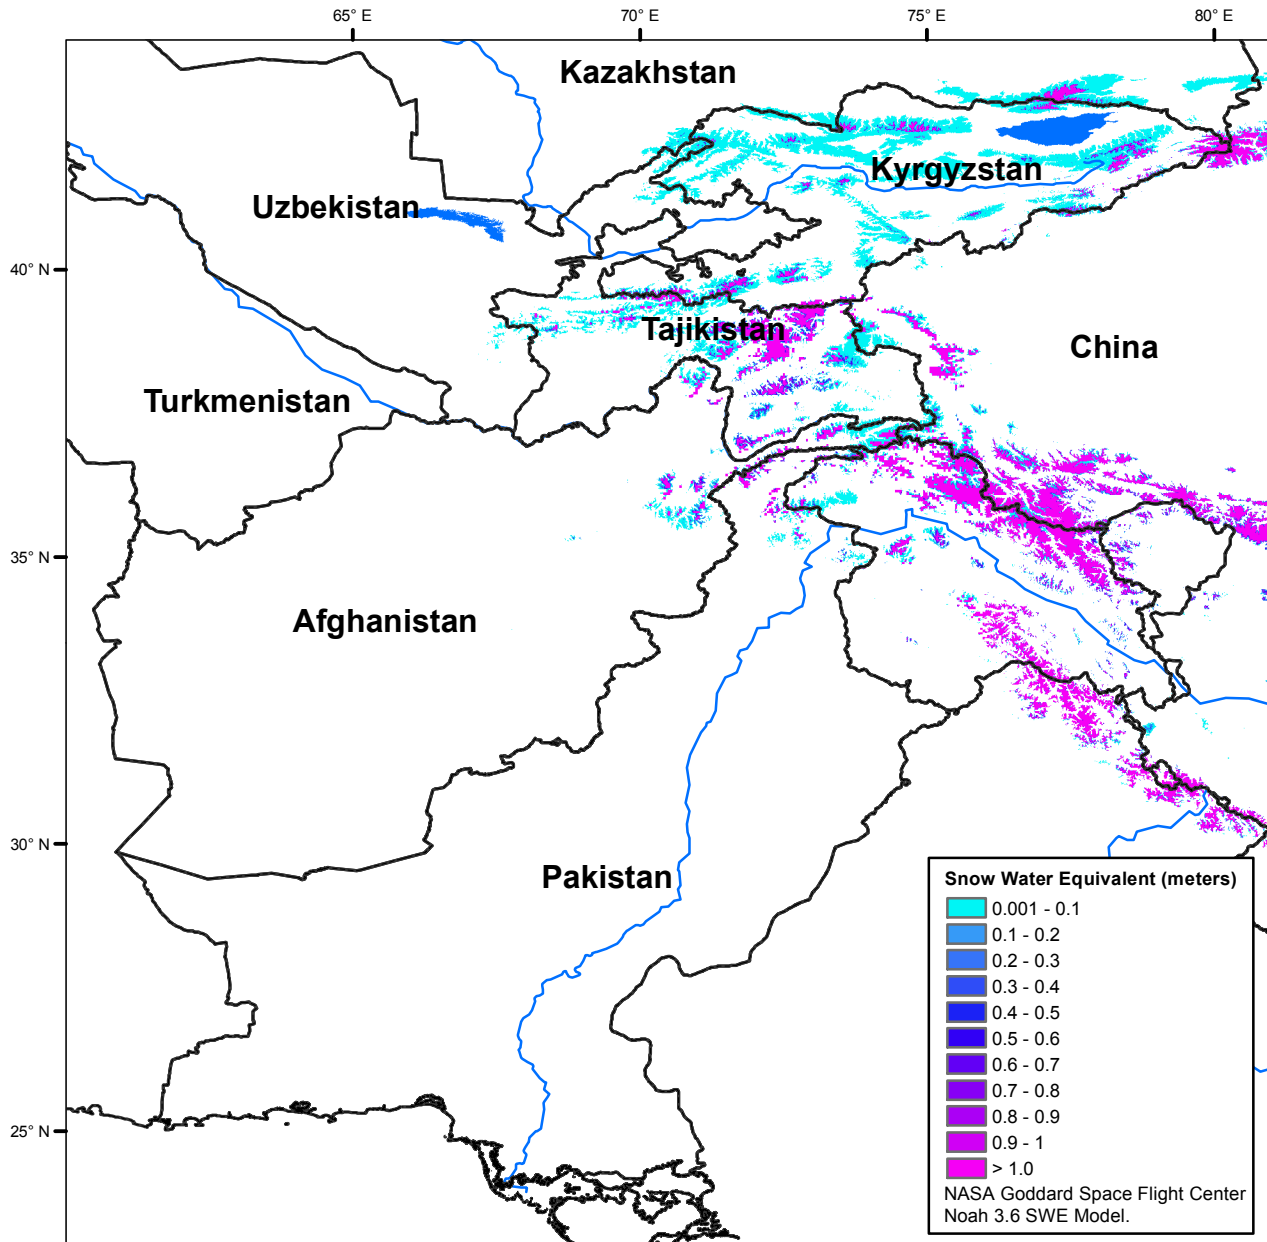 65° E 70° E 75° E 80° E
Kazakhstan
Kyrgyzstan
Uzbekistan
40° N
Tajikistan
China
Turkmenistan
35° N
Afghanistan
30° N
Pakistan
Snow Water Equivalent (meters)
0.001 - 0.1
0.1 - 0.2
0.2 - 0.3
0.3 - 0.4
0.4 - 0.5
0.5 - 0.6
0.6 - 0.7
0.7 - 0.8
0.8 - 0.9
0.9 - 1
> 1.0
25° N
NASA Goddard Space Flight Center
Noah 3.6 SWE Model.